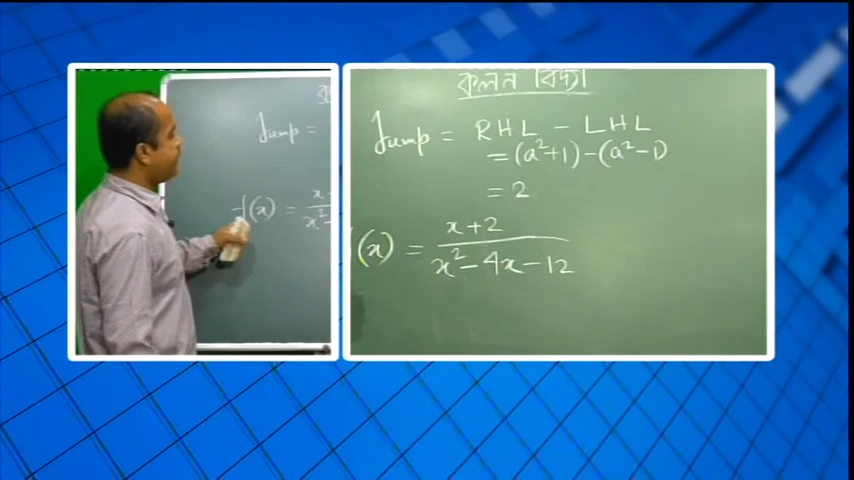 কলন বিদ্যা
Jump = RHL - LHL
= (a²+1) - (a²-1)
= 2
(x) = x+2 / x² - 4x - 12
Jump =
f(x) =